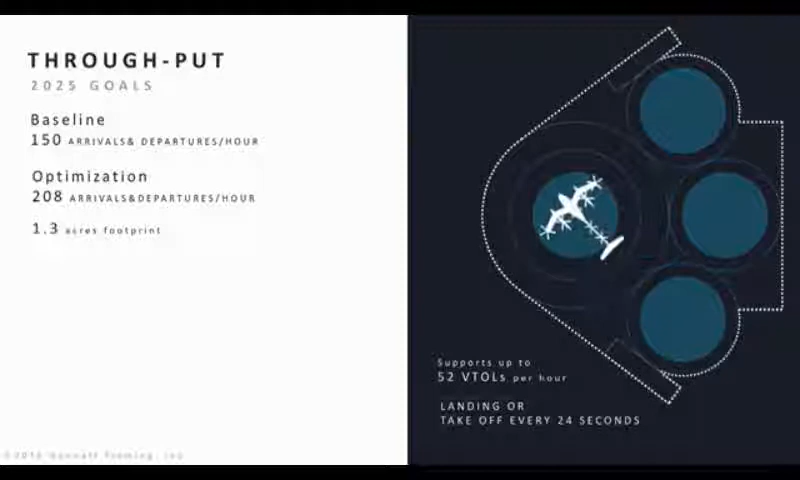 THROUGH-PUT
2025 GOALS
Baseline
150 ARRIVALS& DEPARTURES/HOUR
Optimization
208 ARRIVALS&DEPARTURES/HOUR
1.3 acres footprint
Supports up to
52 VTOLs per hour
LANDING OR
TAKE OFF EVERY 24 SECONDS